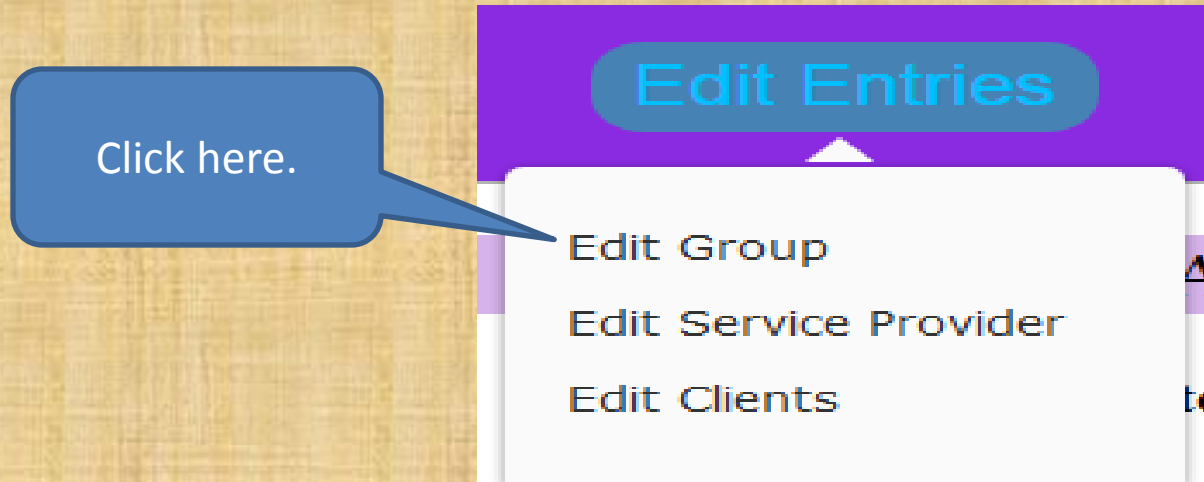 Edit Entries
Click here.
Edit Group
Edit Service Provider
Edit Clients